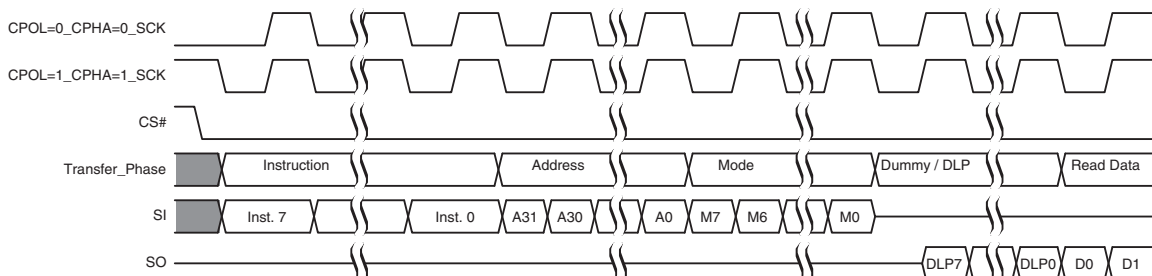 CPOL=0_CPHA=0_SCK
CPOL=1_CPHA=1_SCK
CS#
Transfer_Phase Instruction Address Mode Dummy / DLP Read Data
SI Inst. 7 Inst. 0 A31 A30 A0 M7 M6 M0
SO DLP7 DLP0 D0 D1